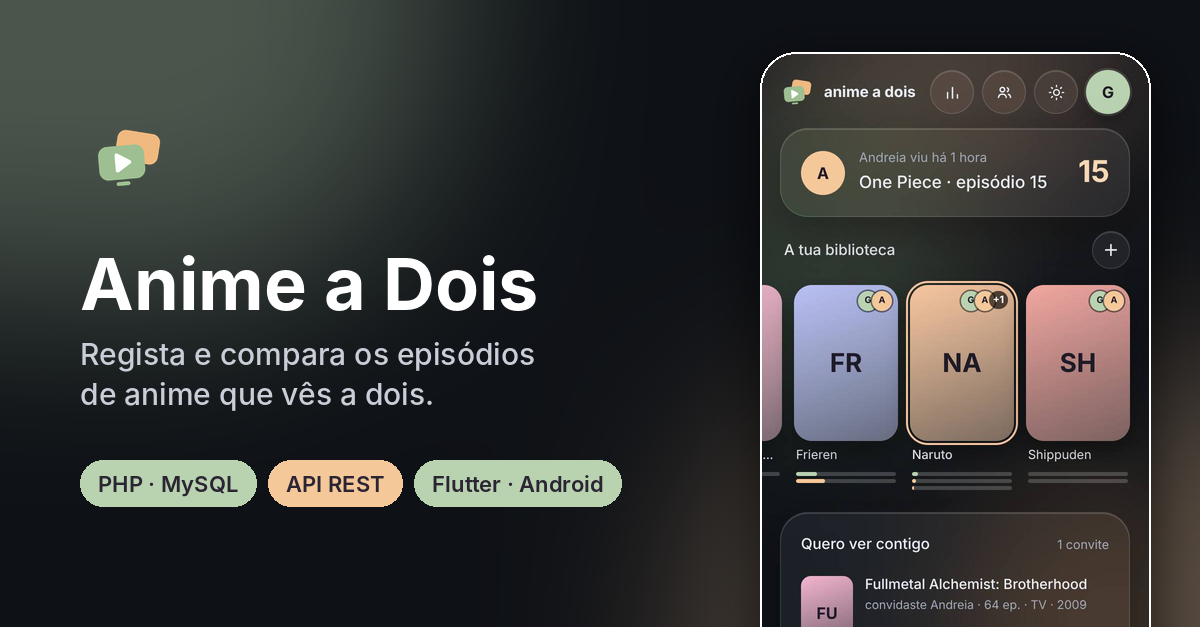 Anime a Dois
Regista e compara os episódios
de anime que vês a dois.
PHP · MySQL
API REST
Flutter · Android
anime a dois
G
A
Andreia viu há 1 hora
One Piece · episódio 15
15
A tua biblioteca
+
G A
G A +1
G A
FR
NA
SH
...
Frieren
Naruto
Shippuden
Quero ver contigo
1 convite
FU
Fullmetal Alchemist: Brotherhood
convidaste Andreia · 64 ep. · TV · 2009